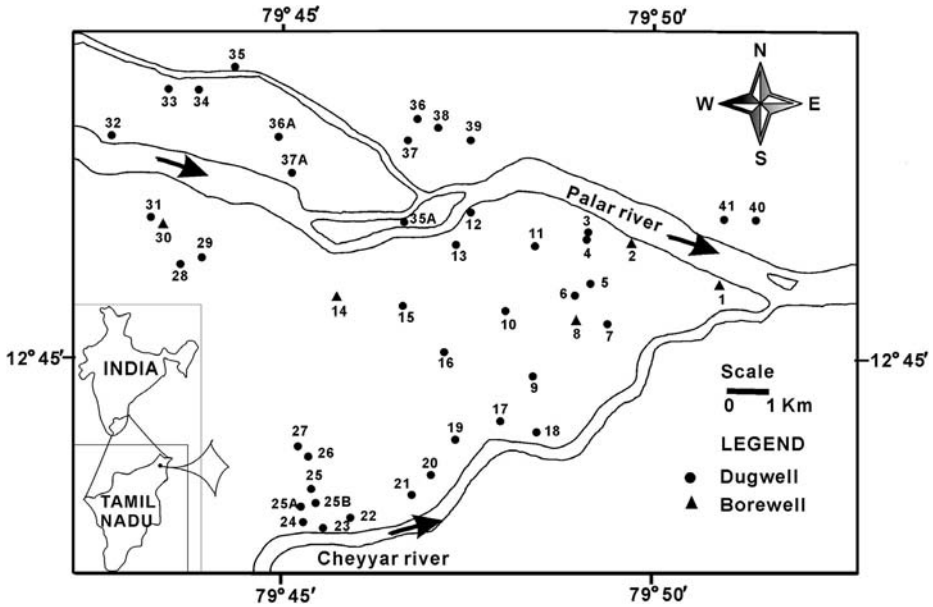 79° 45′ 79° 50′
35
N
33 34
36
38
32
36A
39
W E
37
S
37A
Palar river
31
41 40
35A
12
3
30
11
4
2
29
13
28
5
6
1
14
15
10
8 7
12° 45′ 12° 45′
INDIA
16
Scale
9
0 1 Km
17
18
LEGEND
27
19
26
20
Dugwell
25
21
Borewell
25A 25B
TAMIL
NADU
24 23 22
Cheyyar river
79° 45′ 79° 50′